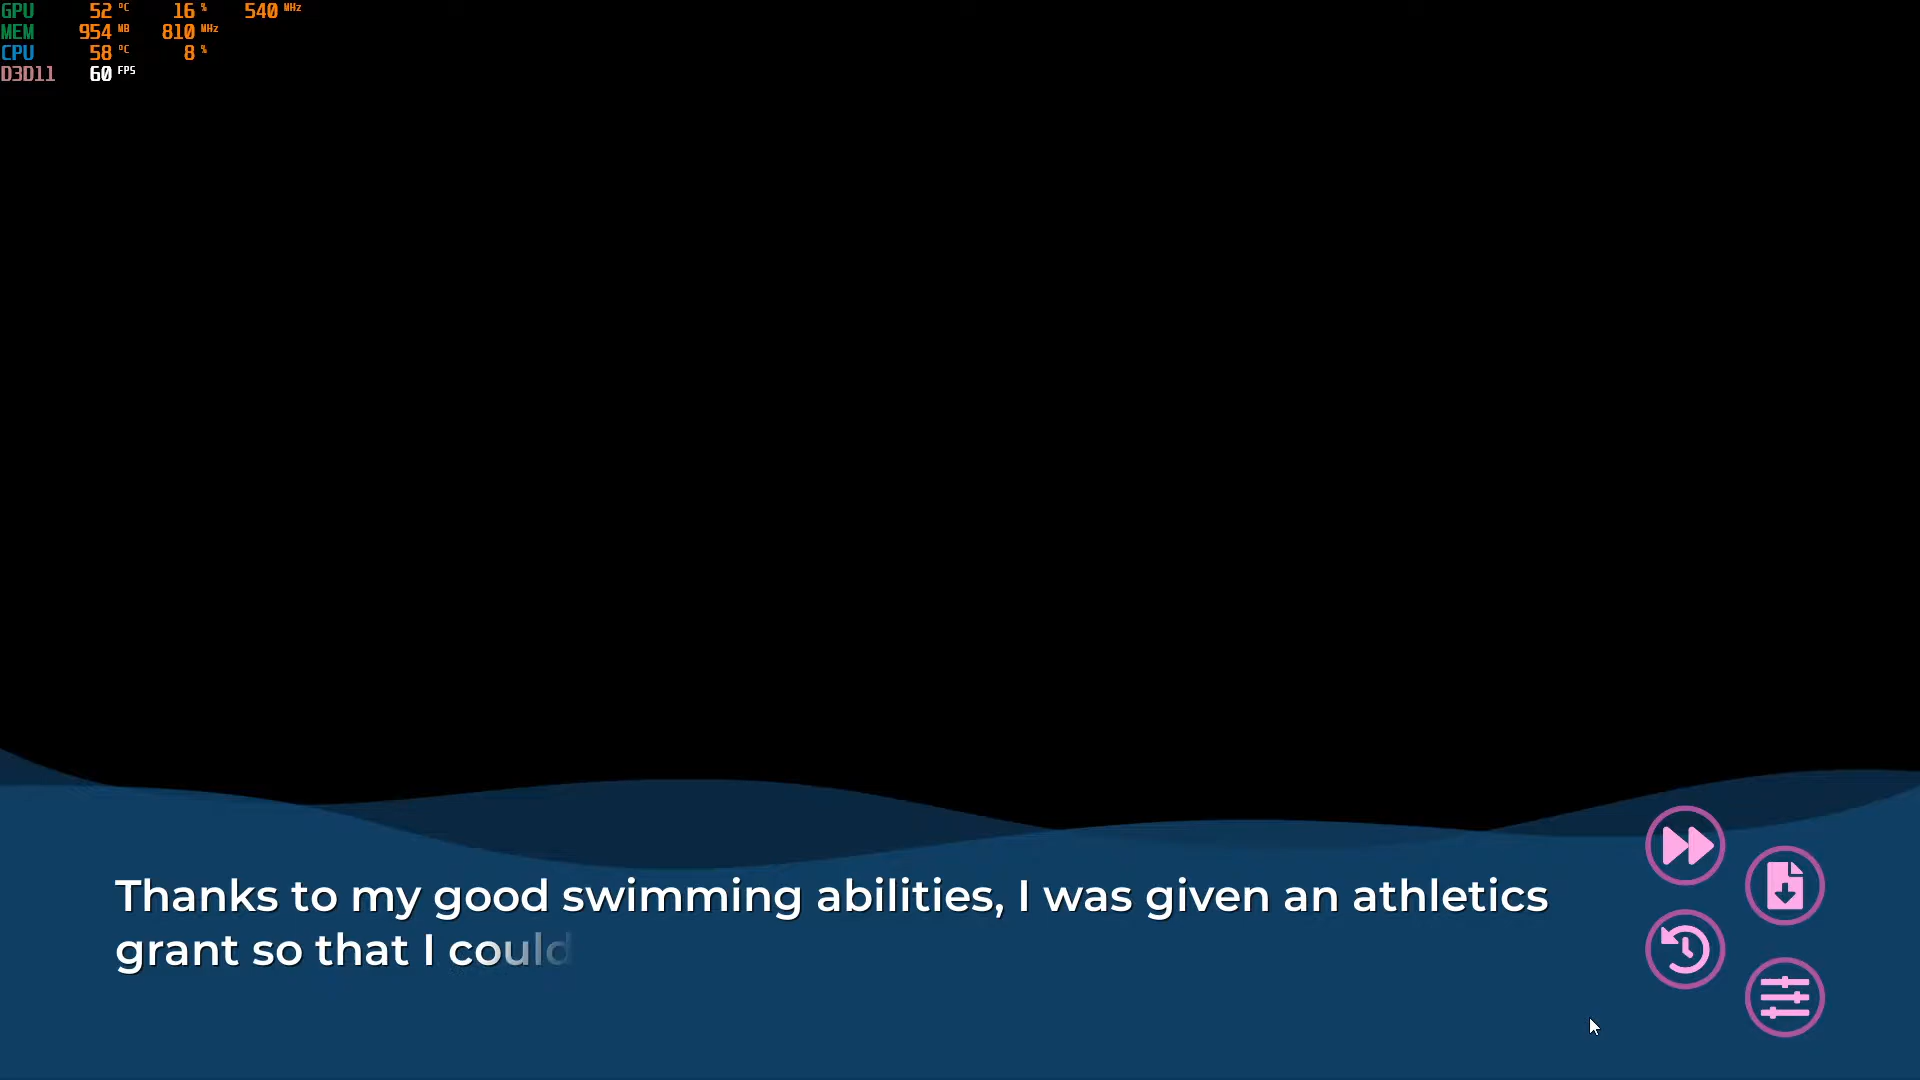 GPU 52 °C 16 % 540 MHz
MEM 954 MB 810 MHz
CPU 58 °C 8 %
D3D11 60 FPS
Thanks to my good swimming abilities, I was given an athletics
grant so that I could